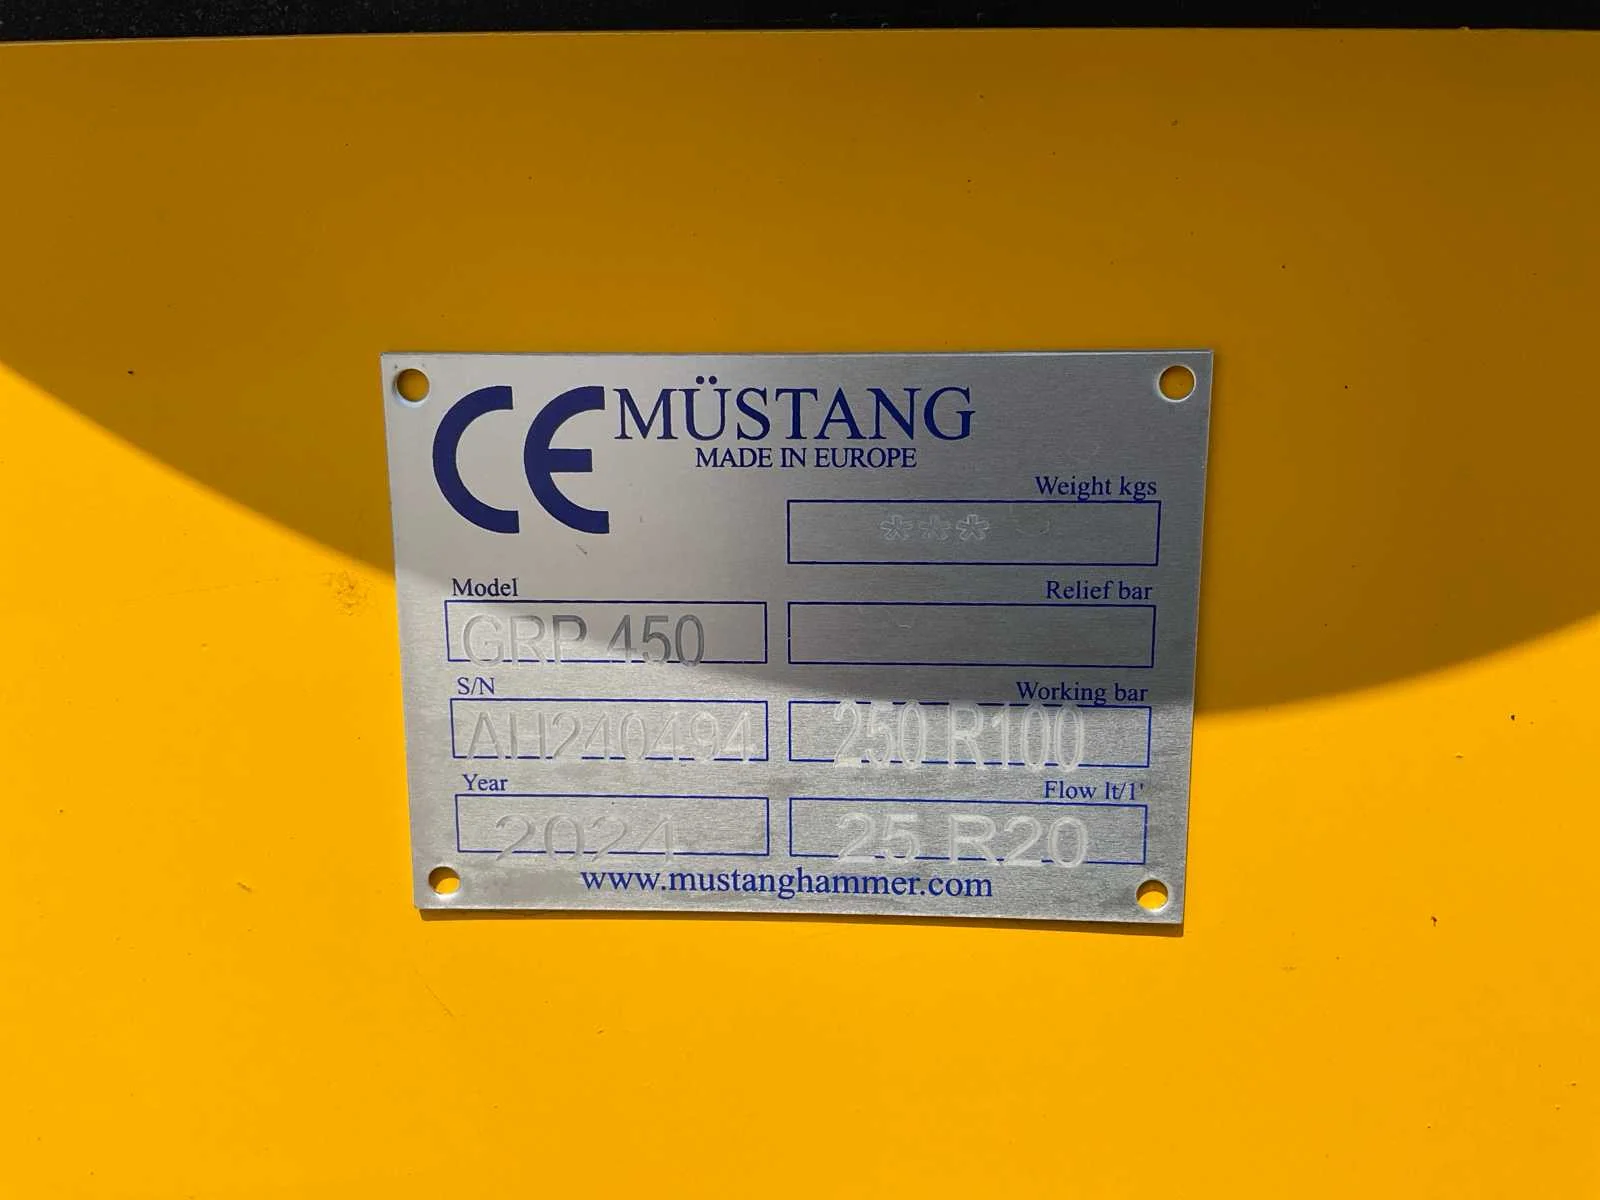 CE MÜSTANG
MADE IN EUROPE
Weight kgs
***
Model
GRP 450
Relief bar
S/N
AH240494
Working bar
250 R100
Year
2024
Flow lt/1'
25 R20
www.mustanghammer.com